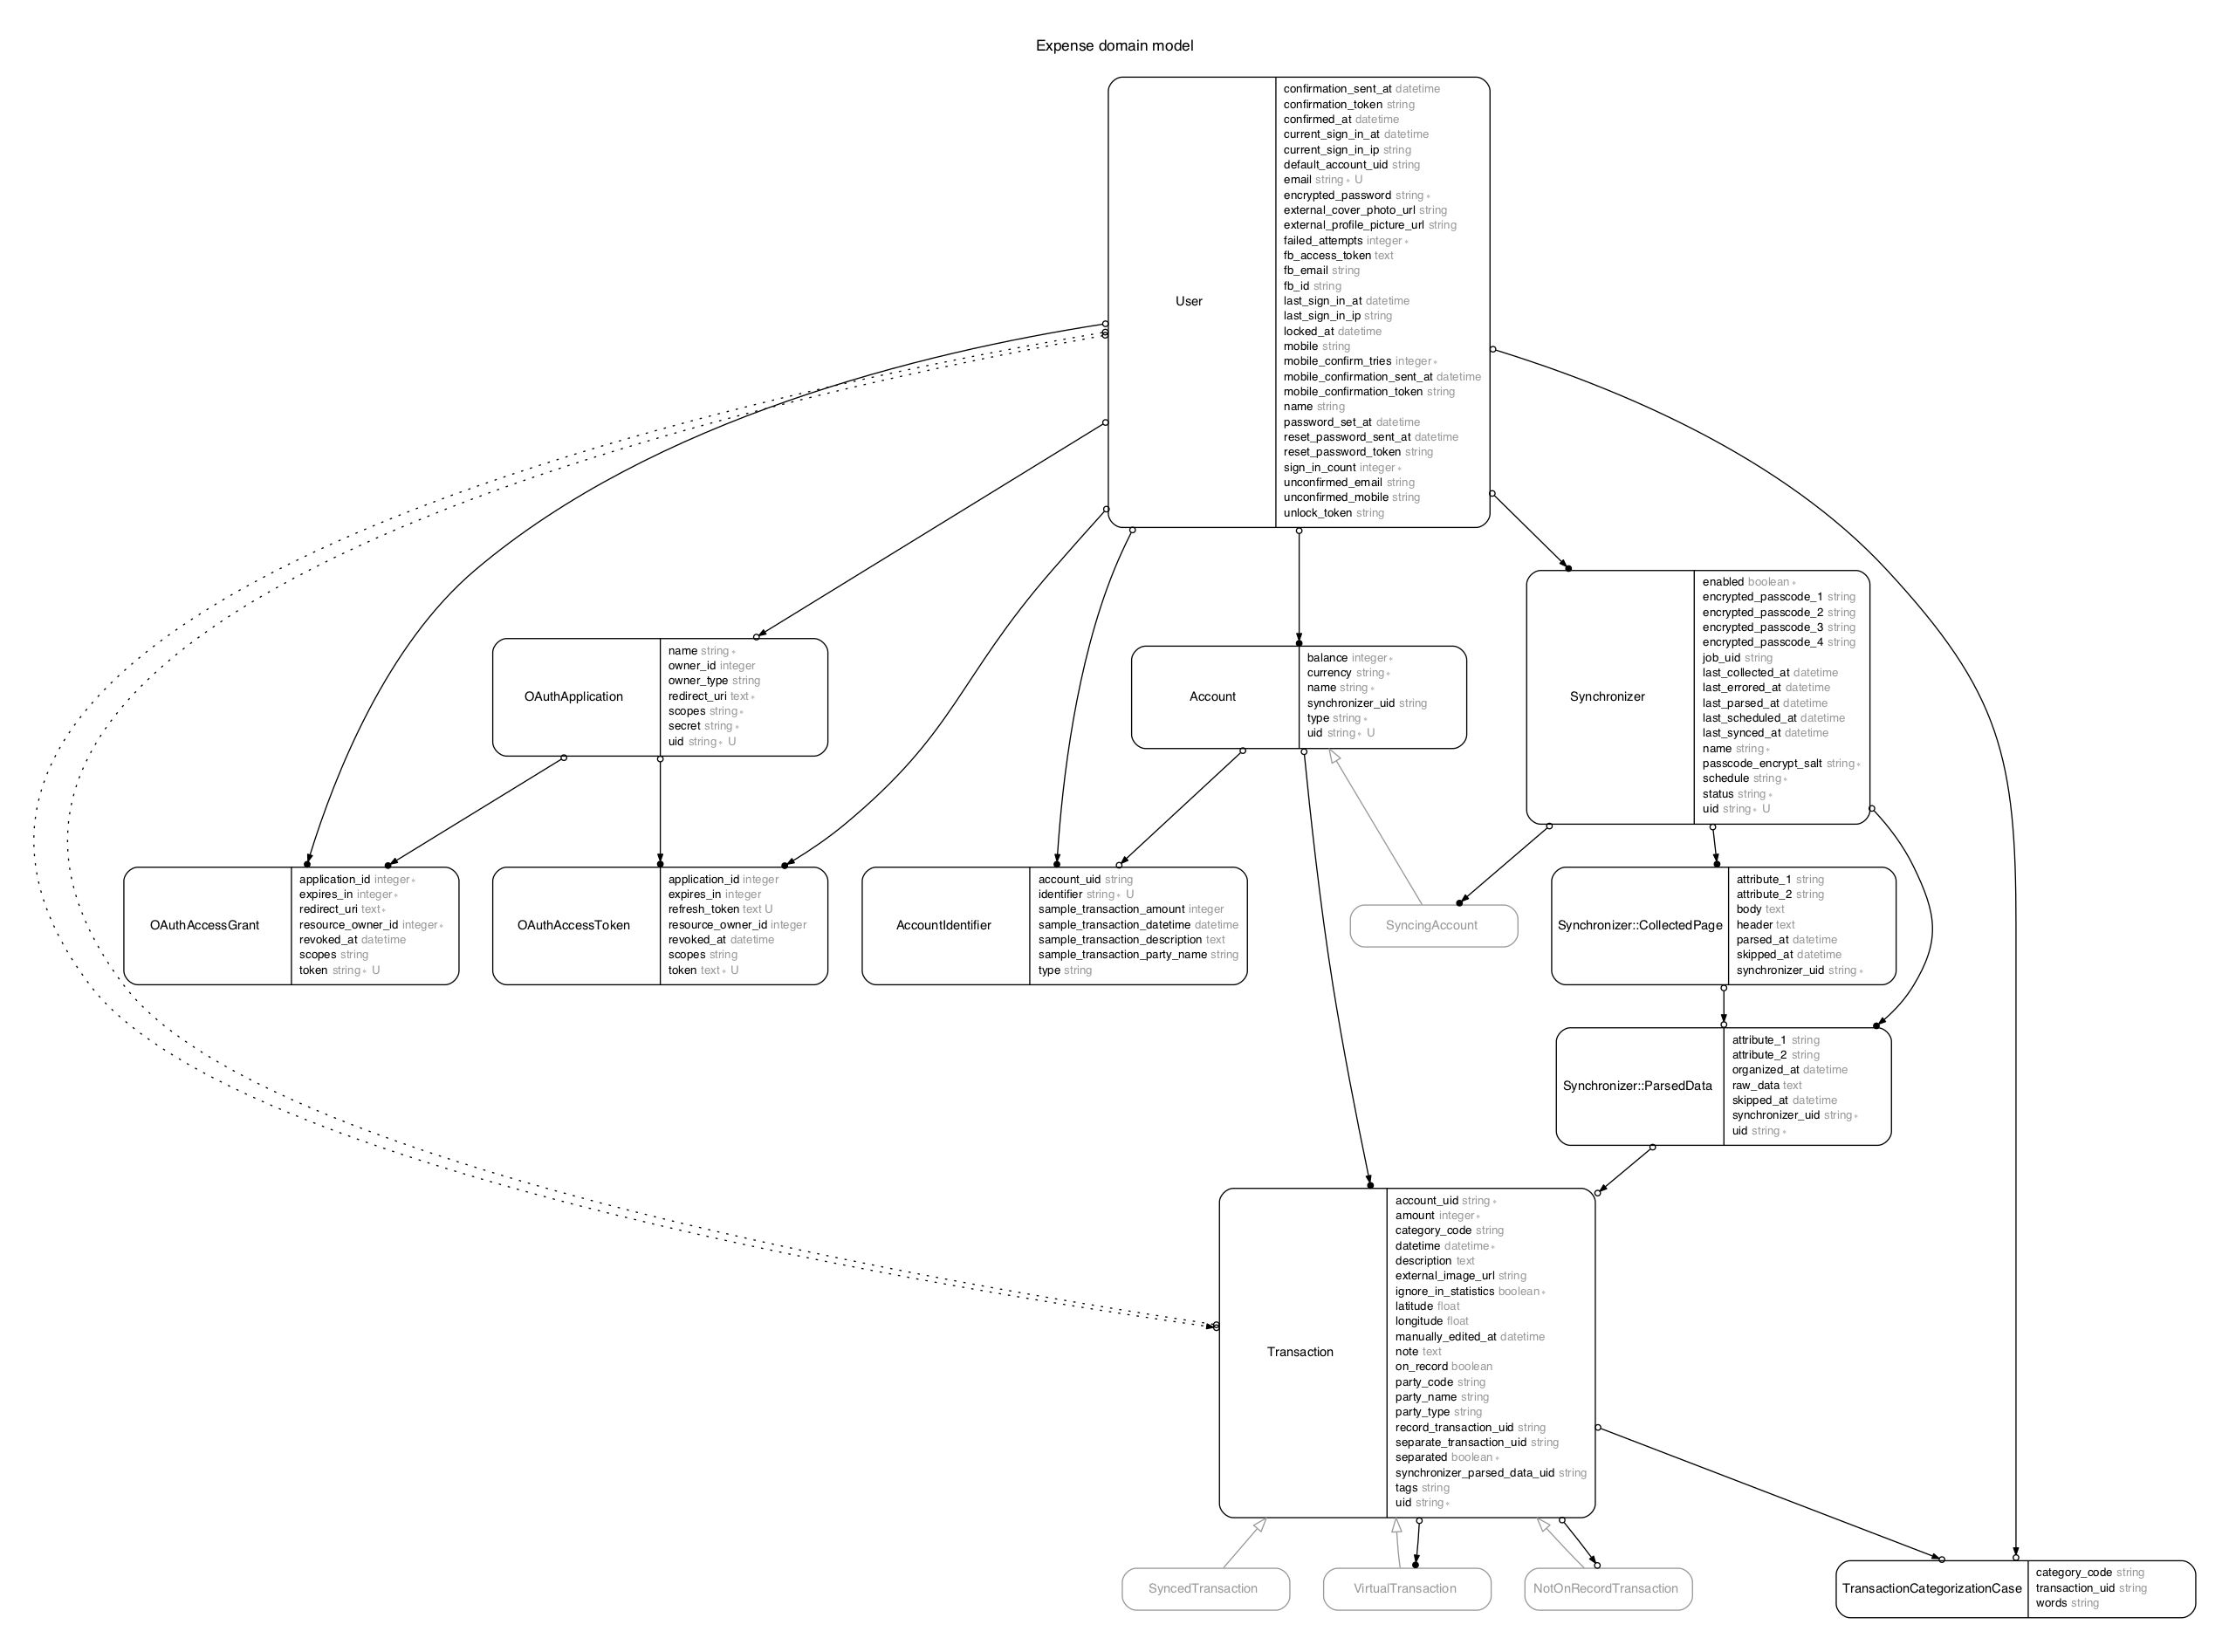 Expense domain model
User
confirmation_sent_at datetime
confirmation_token string
confirmed_at datetime
current_sign_in_at datetime
current_sign_in_ip string
default_account_uid string
email string∗ U
encrypted_password string∗
external_cover_photo_url string
external_profile_picture_url string
failed_attempts integer∗
fb_access_token text
fb_email string
fb_id string
last_sign_in_at datetime
last_sign_in_ip string
locked_at datetime
mobile string
mobile_confirm_tries integer∗
mobile_confirmation_sent_at datetime
mobile_confirmation_token string
name string
password_set_at datetime
reset_password_sent_at datetime
reset_password_token string
sign_in_count integer∗
unconfirmed_email string
unconfirmed_mobile string
unlock_token string
OAuthApplication
name string∗
owner_id integer
owner_type string
redirect_uri text∗
scopes string∗
secret string∗
uid string∗ U
Account
balance integer∗
currency string∗
name string∗
synchronizer_uid string
type string∗
uid string∗ U
Synchronizer
enabled boolean∗
encrypted_passcode_1 string
encrypted_passcode_2 string
encrypted_passcode_3 string
encrypted_passcode_4 string
job_uid string
last_collected_at datetime
last_errored_at datetime
last_parsed_at datetime
last_scheduled_at datetime
last_synced_at datetime
name string∗
passcode_encrypt_salt string∗
schedule string∗
status string∗
uid string∗ U
OAuthAccessGrant
application_id integer∗
expires_in integer∗
redirect_uri text∗
resource_owner_id integer∗
revoked_at datetime
scopes string
token string∗ U
OAuthAccessToken
application_id integer
expires_in integer
refresh_token text U
resource_owner_id integer
revoked_at datetime
scopes string
token text∗ U
AccountIdentifier
account_uid string
identifier string∗ U
sample_transaction_amount integer
sample_transaction_datetime datetime
sample_transaction_description text
sample_transaction_party_name string
type string
SyncingAccount
Synchronizer::CollectedPage
attribute_1 string
attribute_2 string
body text
header text
parsed_at datetime
skipped_at datetime
synchronizer_uid string∗
Synchronizer::ParsedData
attribute_1 string
attribute_2 string
organized_at datetime
raw_data text
skipped_at datetime
synchronizer_uid string∗
uid string∗
Transaction
account_uid string∗
amount integer∗
category_code string
datetime datetime∗
description text
external_image_url string
ignore_in_statistics boolean∗
latitude float
longitude float
manually_edited_at datetime
note text
on_record boolean
party_code string
party_name string
party_type string
record_transaction_uid string
separate_transaction_uid string
separated boolean∗
synchronizer_parsed_data_uid string
tags string
uid string∗
SyncedTransaction
VirtualTransaction
NotOnRecordTransaction
TransactionCategorizationCase
category_code string
transaction_uid string
words string